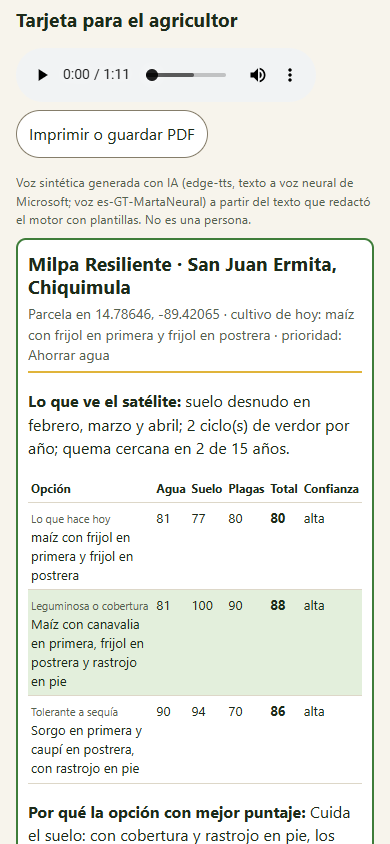 Tarjeta para el agricultor
0:00 / 1:11
Imprimir o guardar PDF
Voz sintética generada con IA (edge-tts, texto a voz neural de
Microsoft; voz es-GT-MartaNeural) a partir del texto que redactó
el motor con plantillas. No es una persona.
Milpa Resiliente · San Juan Ermita,
Chiquimula
Parcela en 14.78646, -89.42065 · cultivo de hoy: maíz
con frijol en primera y frijol en postrera · prioridad:
Ahorrar agua
Lo que ve el satélite: suelo desnudo en
febrero, marzo y abril; 2 ciclo(s) de verdor por
año; quema cercana en 2 de 15 años.
Opción Agua Suelo Plagas Total Confianza
Lo que hace hoy 81 77 80 80 alta
maíz con frijol en
primera y frijol en
postrera
Leguminosa o cobertura 81 100 90 88 alta
Maíz con canavalia
en primera, frijol en
postrera y rastrojo
en pie
Tolerante a sequía 90 94 70 86 alta
Sorgo en primera y
caupí en postrera,
con rastrojo en pie
Por qué la opción con mejor puntaje: Cuida
el suelo: con cobertura y rastrojo en pie, los